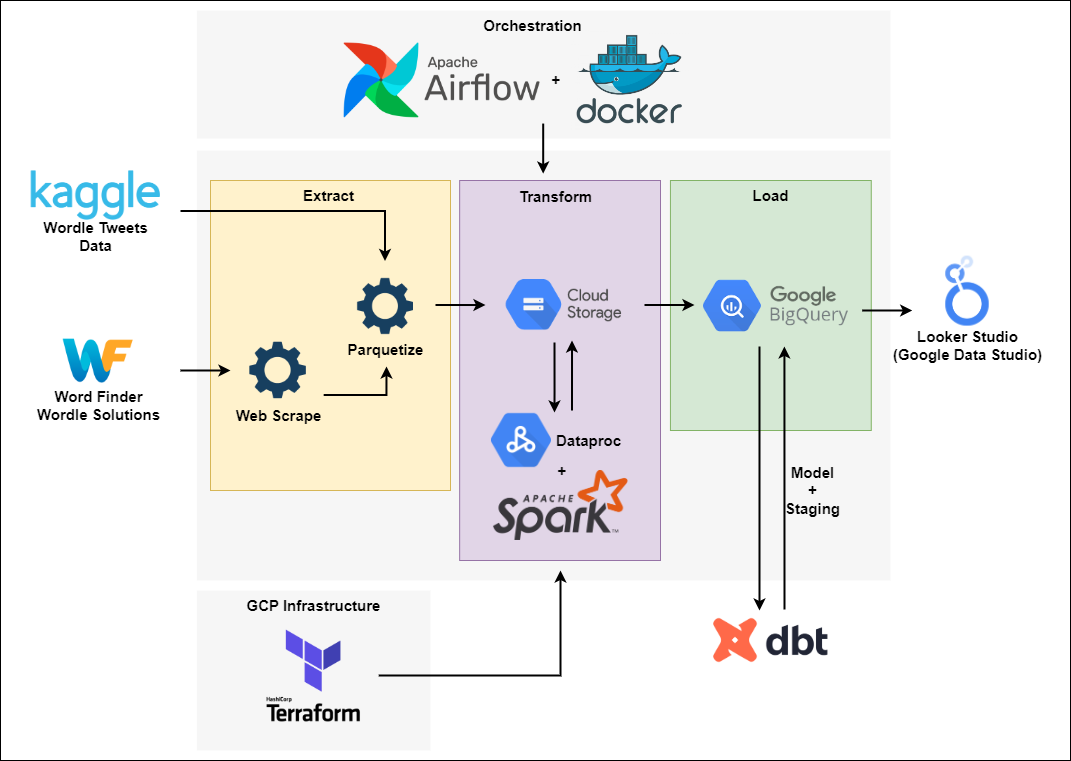 Orchestration
Apache
Airflow
+
docker
kaggle
Wordle Tweets
Data
Extract
Transform
Load
Parquetize
Cloud
Storage
Google
BigQuery
Looker Studio
(Google Data Studio)
WF
Word Finder
Wordle Solutions
Web Scrape
Dataproc
+
APACHE
Spark™
Model
+
Staging
dbt
GCP Infrastructure
HashiCorp
Terraform